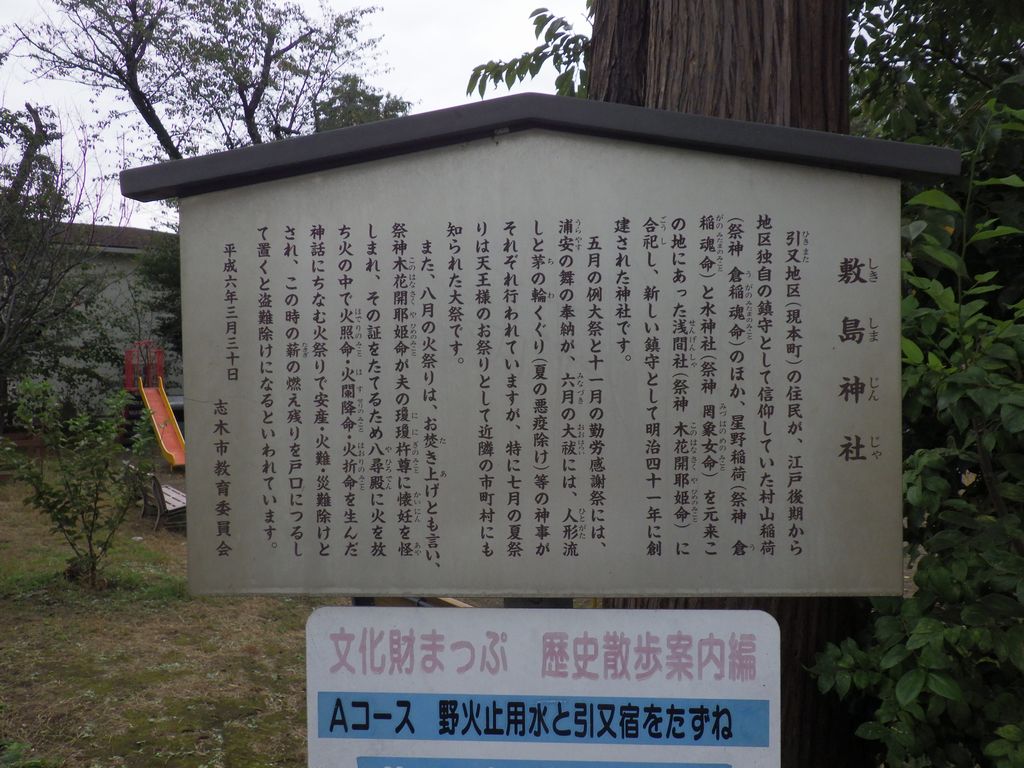 敷島神社
しきしまじんじゃ
引又地区(現本町)の住民が、江戸後期から
地区独自の鎮守として信仰していた村山稲荷
(祭神 倉稲魂命)のほか、星野稲荷(祭神 倉
稲魂命)と水神社(祭神 罔象女命)を元来こ
の地にあった浅間社(祭神 木花開耶姫命)に
合祀し、新しい鎮守として明治四十一年に創
建された神社です。
五月の例大祭と十一月の勤労感謝祭には、
浦安の舞の奉納が、六月の大祓には、人形流
しと茅の輪くぐり(夏の悪疫除け)等の神事が
それぞれ行われていますが、特に七月の夏祭
りは天王様のお祭りとして近隣の市町村にも
知られた大祭です。
また、八月の火祭りは、お焚き上げとも言い、
祭神木花開耶姫命が夫の瓊瓊杵尊に懐妊を怪
しまれ、その証をたてるため八尋殿に火を放
ち火の中で火照命・火闌降命・火折命を生んだ
神話にちなむ火祭りで安産・火難・災難除けと
され、この時の薪の燃え残りを戸口につるし
て置くと盗難除けになるといわれています。
平成六年三月三十日 志木市教育委員会
文化財まっぷ 歴史散歩案内編
Aコース 野火止用水と引又宿をたずね